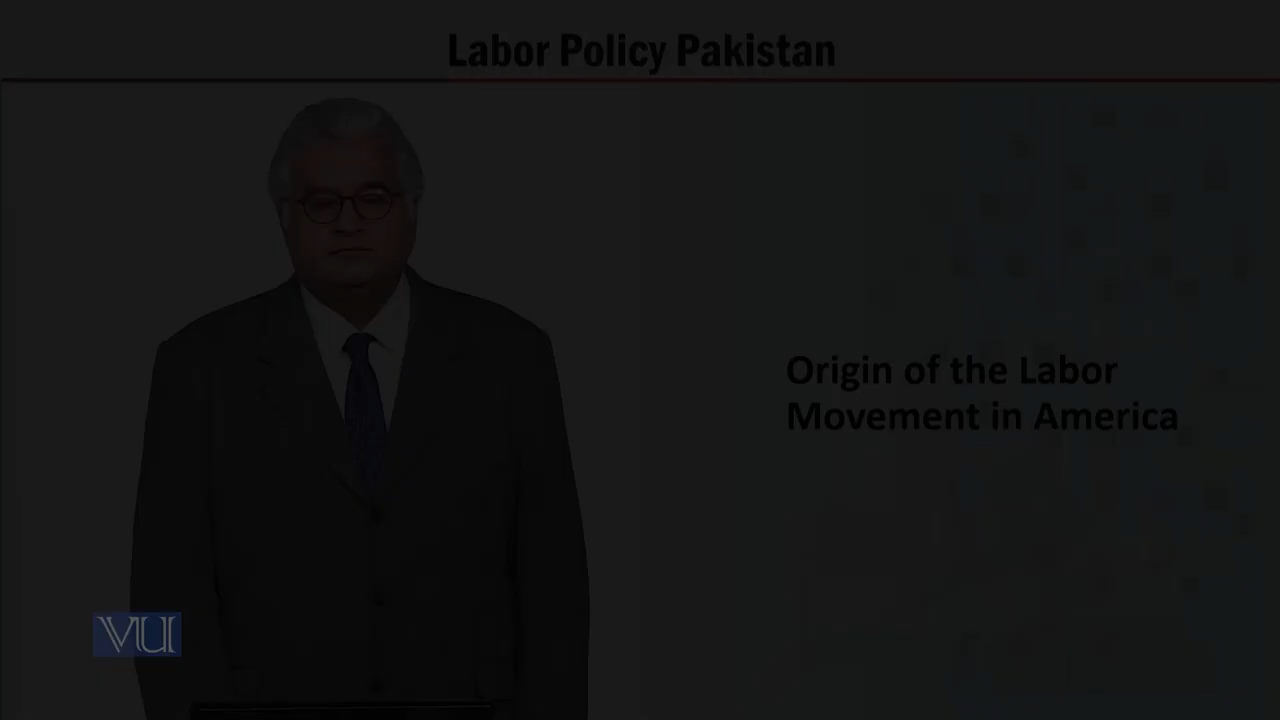 Labor Policy Pakistan
Origin of the Labor
Movement in America
VU